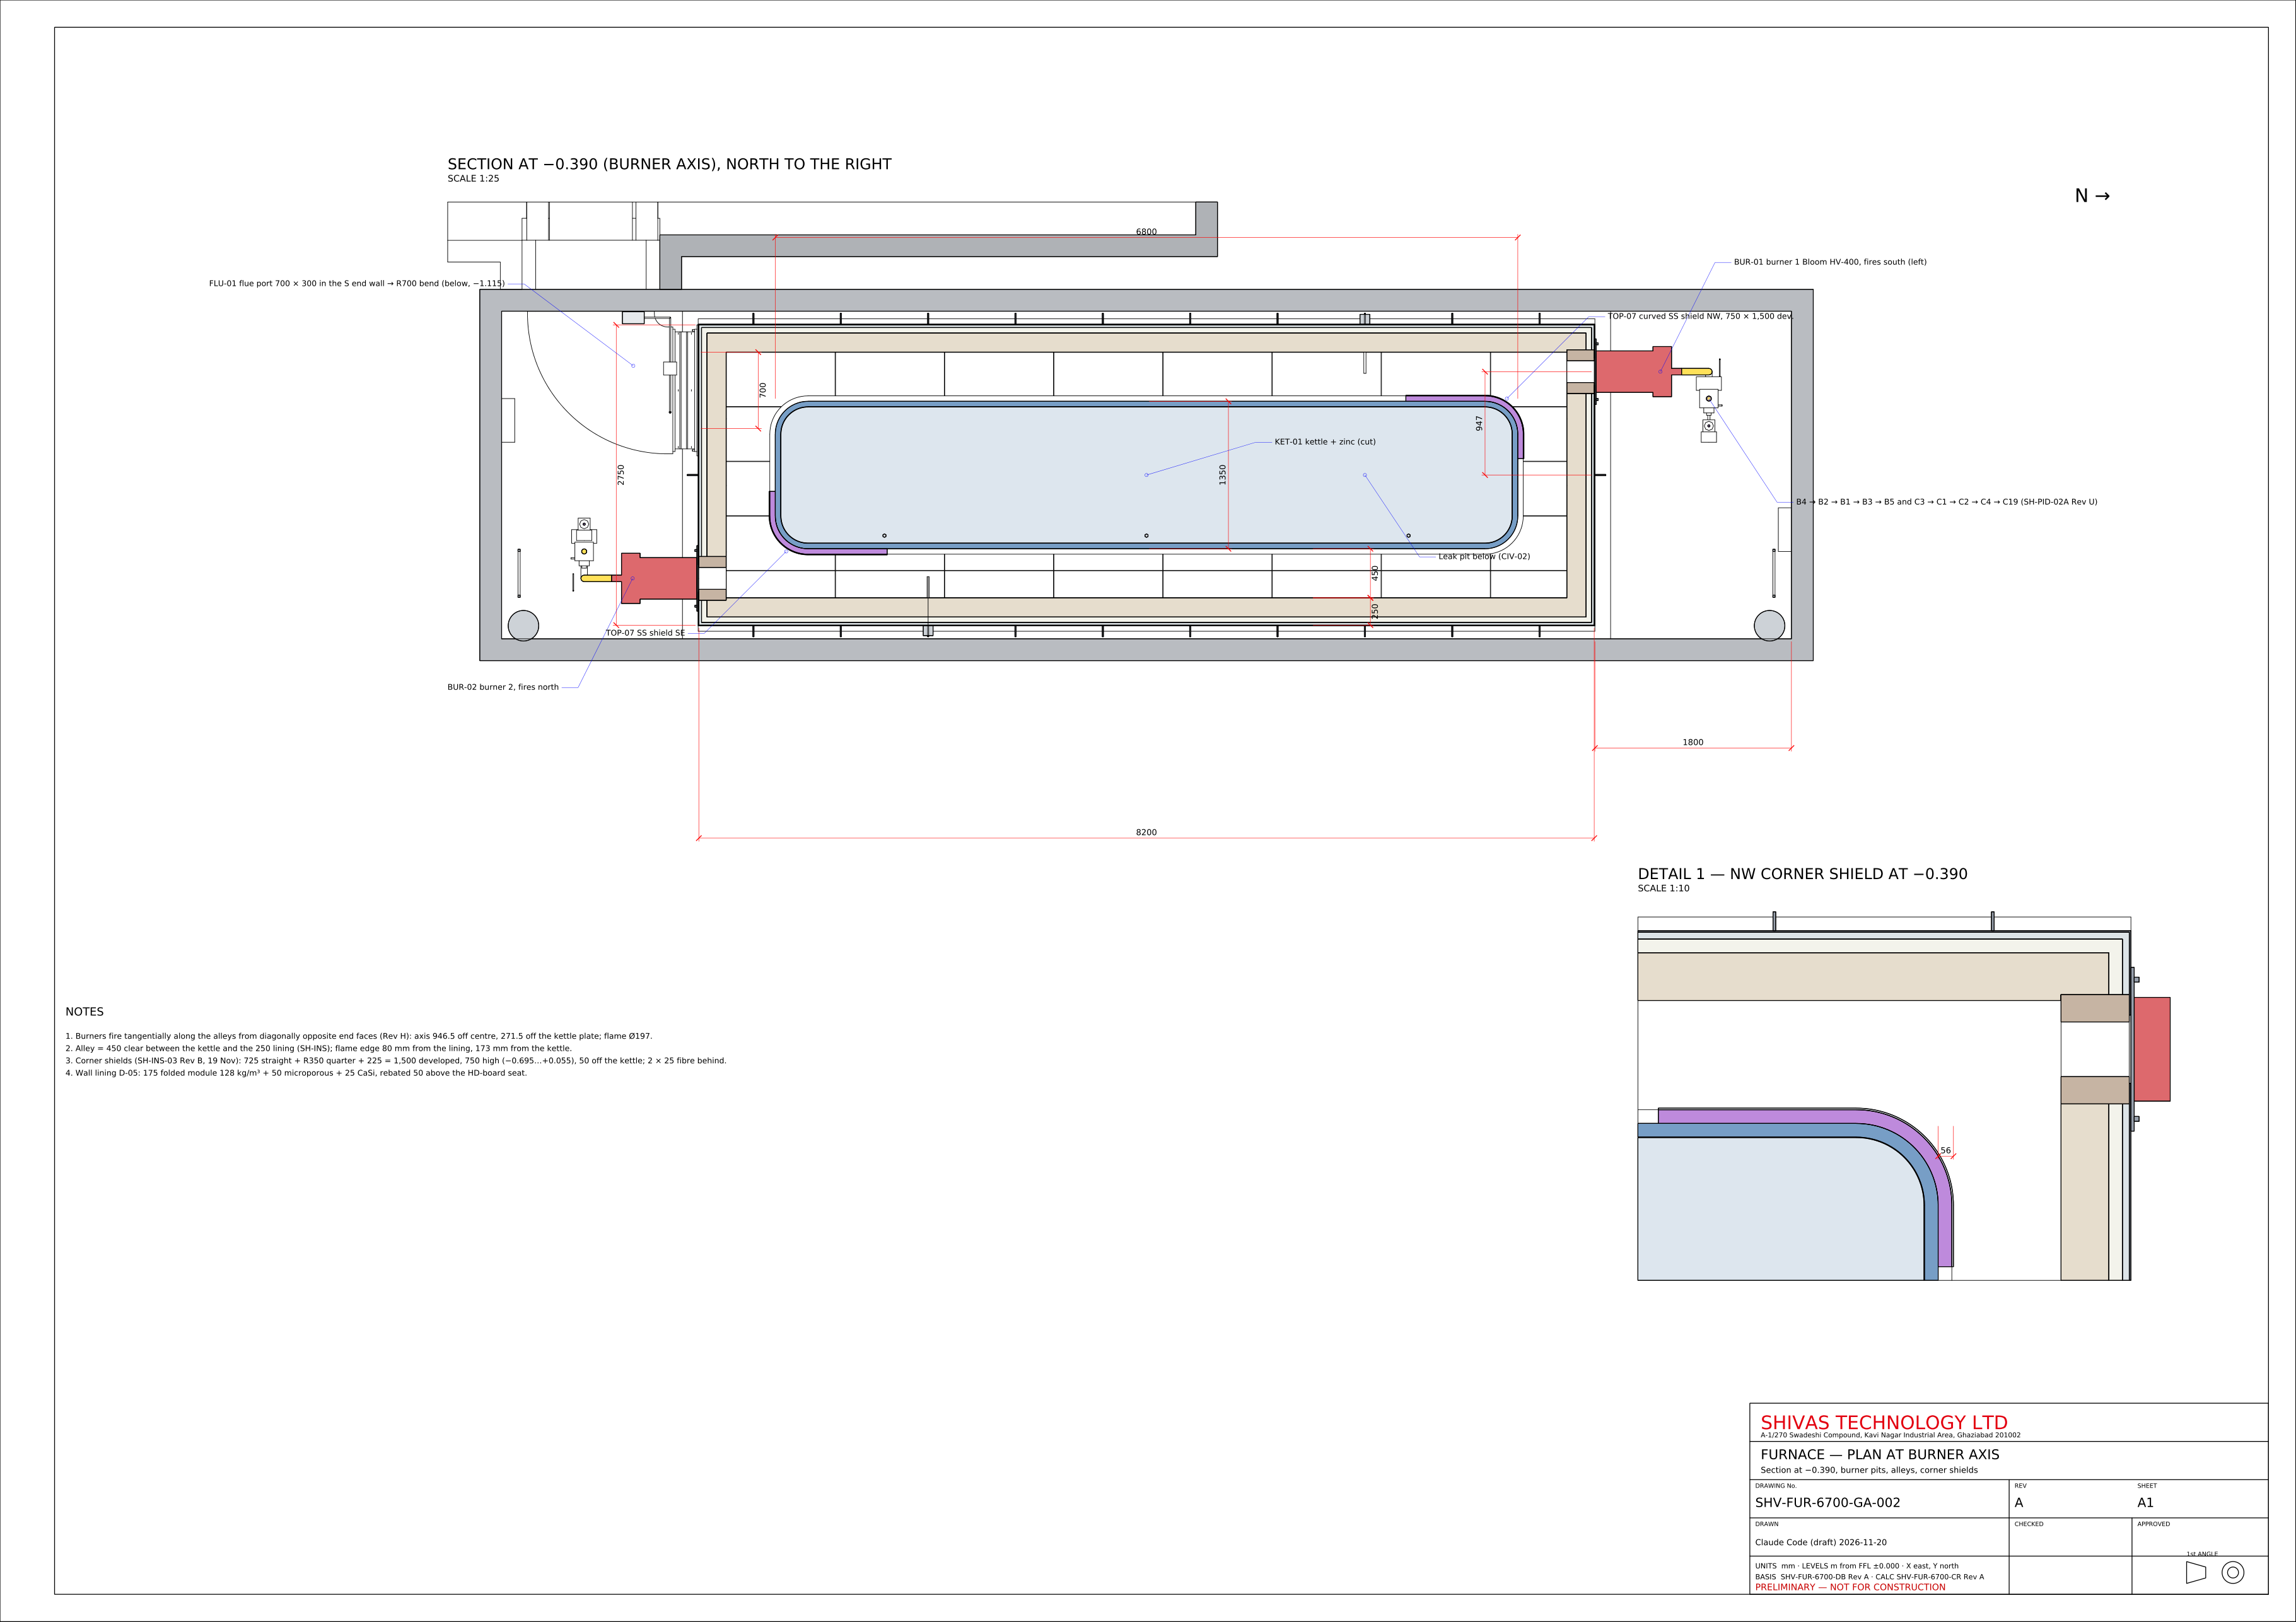 SECTION AT −0.390 (BURNER AXIS), NORTH TO THE RIGHT
SCALE 1:25
N →
6800
BUR-01 burner 1 Bloom HV-400, fires south (left)
FLU-01 flue port 700 × 300 in the S end wall → R700 bend (below, −1.115)
TOP-07 curved SS shield NW, 750 × 1,500 dev.
700
947
KET-01 kettle + zinc (cut)
2750
1350
B4 → B2 → B1 → B3 → B5 and C3 → C1 → C2 → C4 → C19 (SH-PID-02A Rev U)
Leak pit below (CIV-02)
450
250
TOP-07 SS shield SE
BUR-02 burner 2, fires north
1800
8200
DETAIL 1 — NW CORNER SHIELD AT −0.390
SCALE 1:10
56
NOTES
1. Burners fire tangentially along the alleys from diagonally opposite end faces (Rev H): axis 946.5 off centre, 271.5 off the kettle plate; flame Ø197.
2. Alley = 450 clear between the kettle and the 250 lining (SH-INS); flame edge 80 mm from the lining, 173 mm from the kettle.
3. Corner shields (SH-INS-03 Rev B, 19 Nov): 725 straight + R350 quarter + 225 = 1,500 developed, 750 high (−0.695…+0.055), 50 off the kettle; 2 × 25 fibre behind.
4. Wall lining D-05: 175 folded module 128 kg/m³ + 50 microporous + 25 CaSi, rebated 50 above the HD-board seat.
SHIVAS TECHNOLOGY LTD
A-1/270 Swadeshi Compound, Kavi Nagar Industrial Area, Ghaziabad 201002
FURNACE — PLAN AT BURNER AXIS
Section at −0.390, burner pits, alleys, corner shields
DRAWING No.
REV
SHEET
SHV-FUR-6700-GA-002
A
A1
DRAWN
CHECKED
APPROVED
Claude Code (draft) 2026-11-20
1st ANGLE
UNITS mm · LEVELS m from FFL ±0.000 · X east, Y north
BASIS SHV-FUR-6700-DB Rev A · CALC SHV-FUR-6700-CR Rev A
PRELIMINARY — NOT FOR CONSTRUCTION